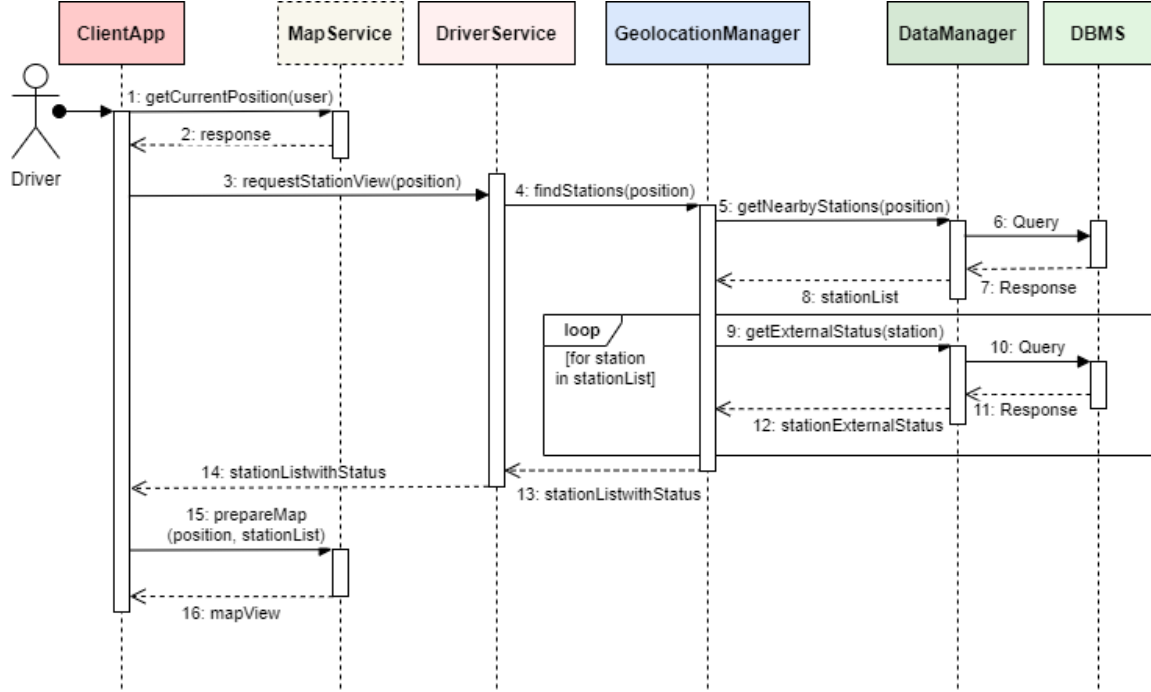 ClientApp
MapService
DriverService
GeolocationManager
DataManager
DBMS
Driver
1: getCurrentPosition(user)
2: response
3: requestStationView(position)
4: findStations(position)
5: getNearbyStations(position)
6: Query
7: Response
8: stationList
loop
[for station
in stationList]
9: getExternalStatus(station)
10: Query
11: Response
12: stationExternalStatus
13: stationListwithStatus
14: stationListwithStatus
15: prepareMap
(position, stationList)
16: mapView